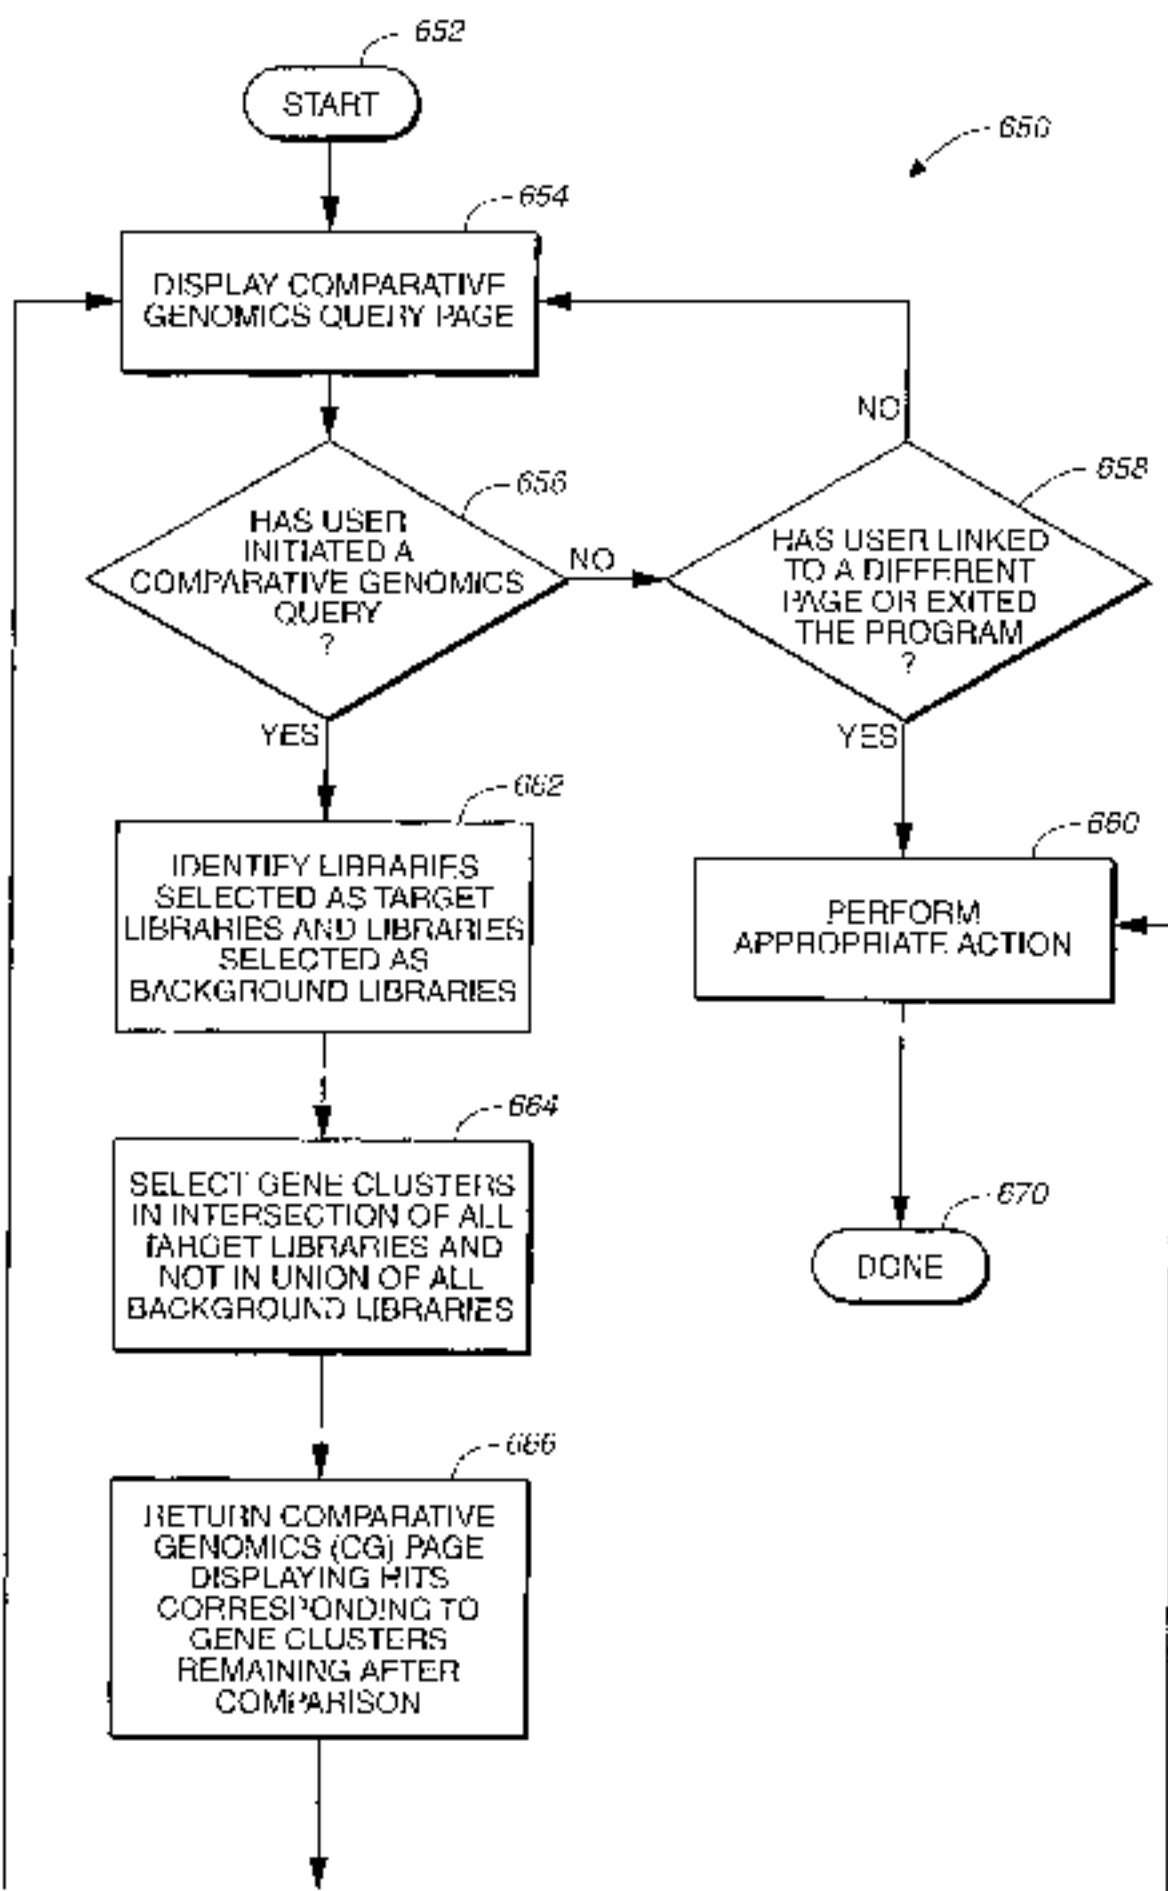 652
START
650
654
DISPLAY COMPARATIVE
GENOMICS QUERY PAGE
NO
656
658
HAS USER
INITIATED A
COMPARATIVE GENOMICS
QUERY
?
NO
HAS USER LINKED
TO A DIFFERENT
PAGE OR EXITED
THE PROGRAM
?
YES
YES
662
660
IDENTIFY LIBRARIES
SELECTED AS TARGET
LIBRARIES AND LIBRARIES
SELECTED AS
BACKGROUND LIBRARIES
PERFORM
APPROPRIATE ACTION
664
SELECT GENE CLUSTERS
IN INTERSECTION OF ALL
TARGET LIBRARIES AND
NOT IN UNION OF ALL
BACKGROUND LIBRARIES
670
DONE
666
RETURN COMPARATIVE
GENOMICS (CG) PAGE
DISPLAYING HITS
CORRESPONDING TO
GENE CLUSTERS
REMAINING AFTER
COMPARISON